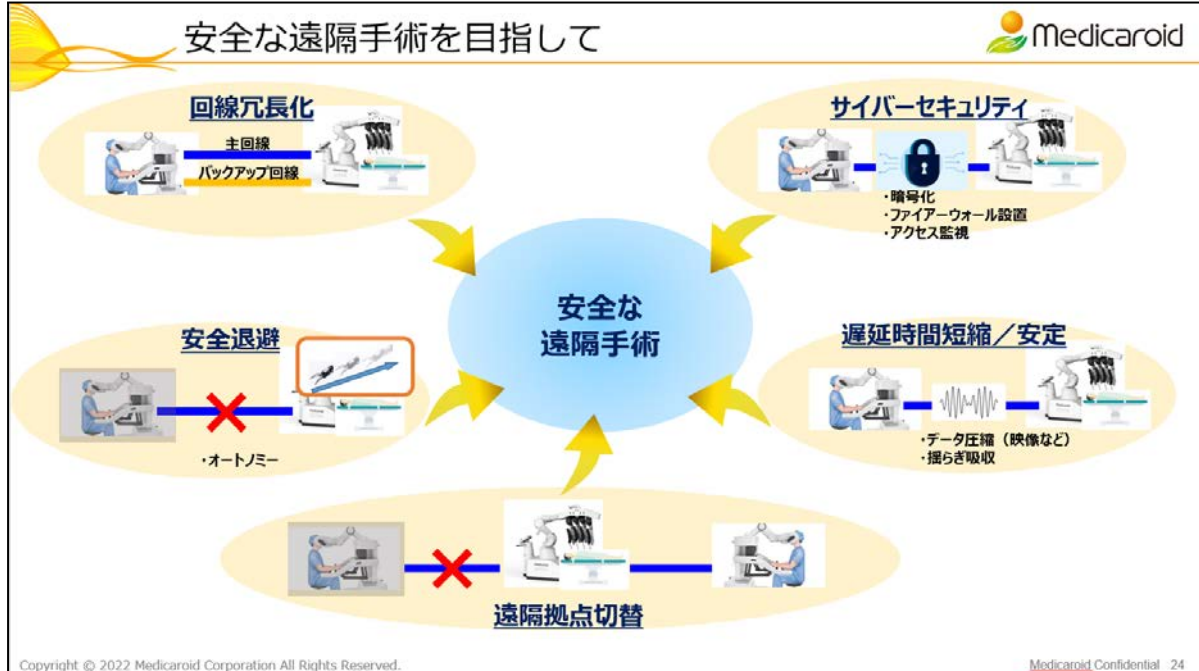 安全な遠隔手術を目指して
Medicaroid
回線冗長化
主回線
バックアップ回線
サイバーセキュリティ
・暗号化
・ファイアーウォール設置
・アクセス監視
安全な
遠隔手術
安全退避
・オートノミー
遅延時間短縮／安定
・データ圧縮（映像など）
・揺らぎ吸収
遠隔拠点切替
Copyright © 2022 Medicaroid Corporation All Rights Reserved.
Medicaroid Confidential 24